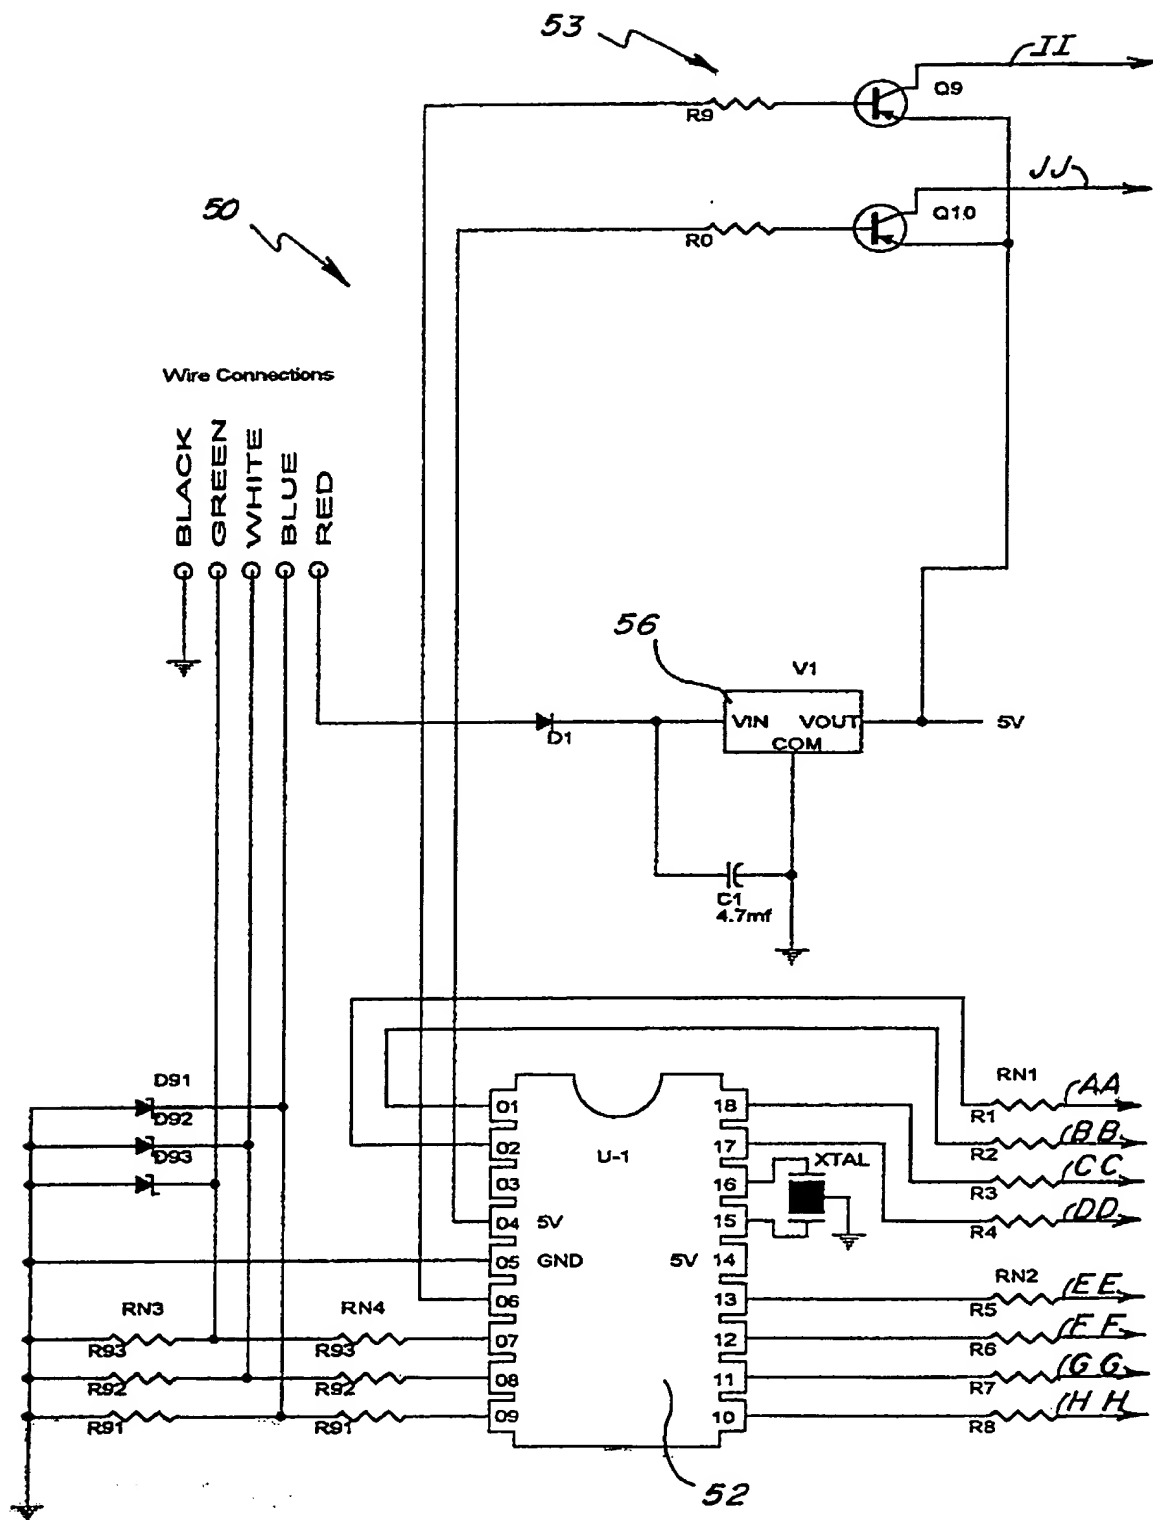 53
II
Q9
R9
JJ
50
Q10
R0
Wire Connections
BLACK
GREEN
WHITE
BLUE
RED
56
V1
VIN VOUT
COM
5V
D1
C1
4.7mf
D91
D92
D93
RN1
AA
R1
BB
R2
CC
R3
DD
R4
01
02
03
04
05
06
07
08
09
5V
GND
U-1
5V
18
17
16
15
14
13
12
11
10
XTAL
RN2
EE
R5
FF
R6
GG
R7
HH
R8
RN3
RN4
R93
R93
R92
R92
R91
R91
52